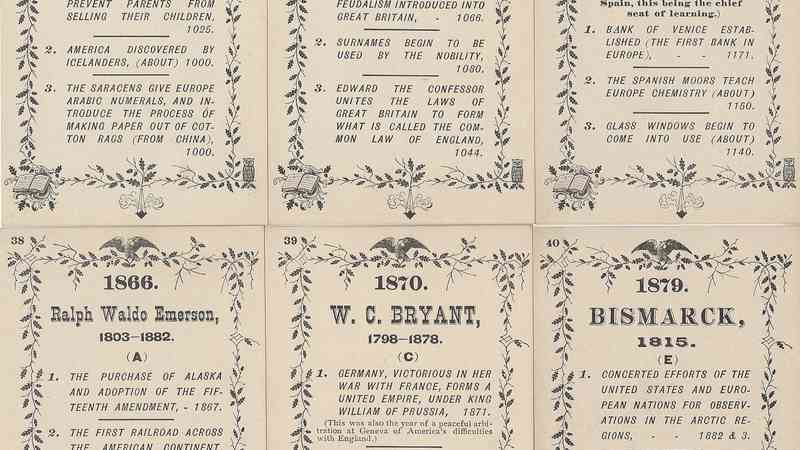 PREVENT PARENTS FROM
SELLING THEIR CHILDREN,
1025.
2. AMERICA DISCOVERED BY
ICELANDERS, (ABOUT) 1000.
3. THE SARACENS GIVE EUROPE
ARABIC NUMERALS, AND IN-
TRODUCE THE PROCESS OF
MAKING PAPER OUT OF COT-
TON RAGS (FROM CHINA),
1000.
FEUDALISM INTRODUCED INTO
GREAT BRITAIN, - 1066.
2. SURNAMES BEGIN TO BE
USED BY THE NOBILITY,
1080.
3. EDWARD THE CONFESSOR
UNITES THE LAWS OF
GREAT BRITAIN TO FORM
WHAT IS CALLED THE COM-
MON LAW OF ENGLAND,
1044.
Spain, this being the chief
seat of learning.)
1. BANK OF VENICE ESTAB-
LISHED (THE FIRST BANK IN
EUROPE), - - 1171.
2. THE SPANISH MOORS TEACH
EUROPE CHEMISTRY (ABOUT)
1150.
3. GLASS WINDOWS BEGIN TO
COME INTO USE (ABOUT)
1140.
38
1866.
Ralph Waldo Emerson,
1803–1882.
(A)
1. THE PURCHASE OF ALASKA
AND ADOPTION OF THE FIF-
TEENTH AMENDMENT, - 1867.
2. THE FIRST RAILROAD ACROSS
THE AMERICAN CONTINENT,
39
1870.
W. C. BRYANT,
1798–1878.
(C)
1. GERMANY, VICTORIOUS IN HER
WAR WITH FRANCE, FORMS A
UNITED EMPIRE, UNDER KING
WILLIAM OF PRUSSIA, 1871.
(This was also the year of a peaceful arbi-
tration at Geneva of America's difficulties
with England.)
40
1879.
BISMARCK,
1815.
(E)
1. CONCERTED EFFORTS OF THE
UNITED STATES AND EURO-
PEAN NATIONS FOR OBSERV-
ATIONS IN THE ARCTIC RE-
GIONS, - - 1882 & 3.